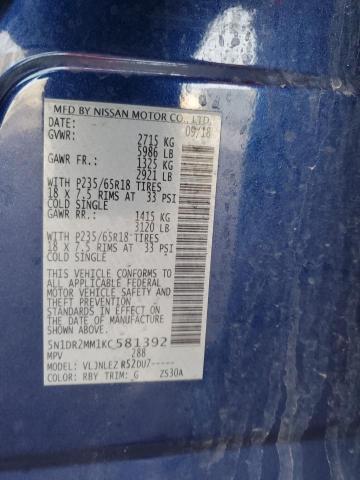 MFD BY NISSAN MOTOR CO., LTD.
DATE: 09/18
GVWR: 2715 KG
5986 LB
GAWR FR.: 1325 KG
2921 LB
WITH P235/65R18 TIRES
18 X 7.5 RIMS AT 33 PSI
COLD SINGLE
GAWR RR.: 1415 KG
3120 LB
WITH P235/65R18 TIRES
18 X 7.5 RIMS AT 33 PSI
COLD SINGLE
THIS VEHICLE CONFORMS TO
ALL APPLICABLE FEDERAL
MOTOR VEHICLE SAFETY AND
THEFT PREVENTION
STANDARDS IN EFFECT ON THE
DATE OF MANUFACTURE
5N1DR2MM1KC581392
MPV 288
MODEL: VLJNLEZ R52DU7-----
COLOR: RBY TRIM: G ZS30A